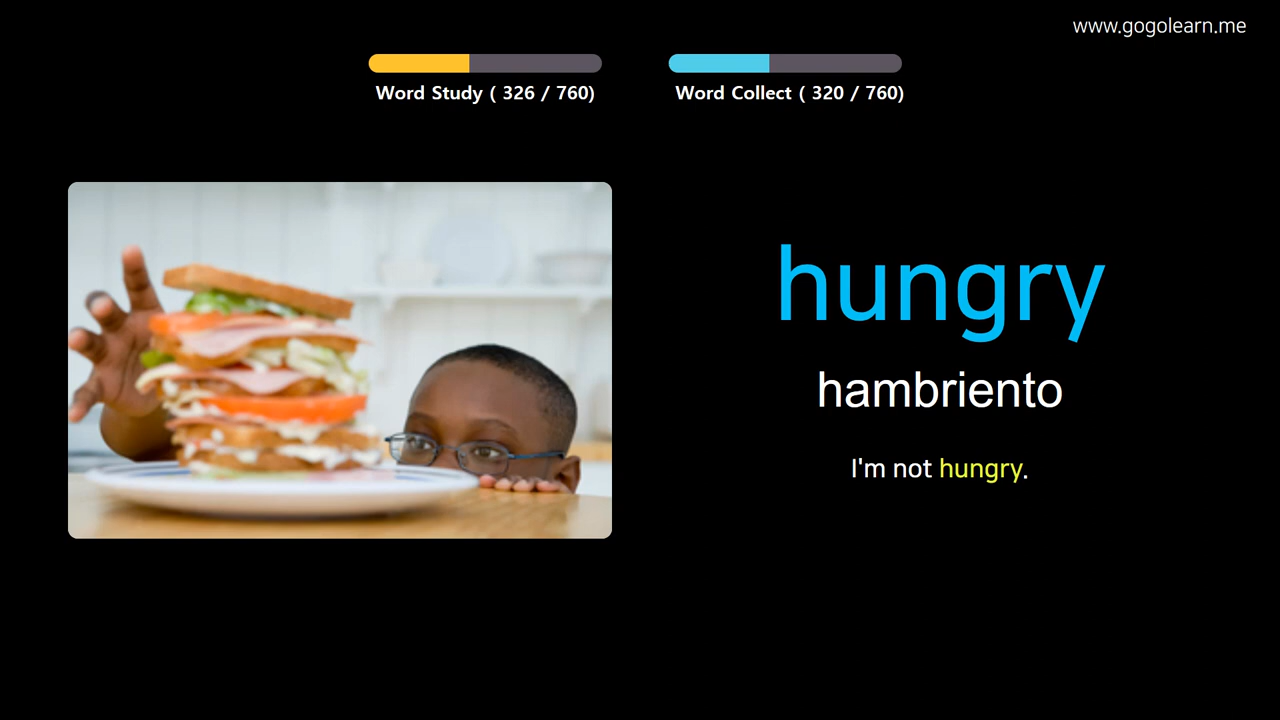 www.gogolearn.me
Word Study ( 326 / 760)
Word Collect ( 320 / 760)
hungry
hambriento
I'm not hungry.